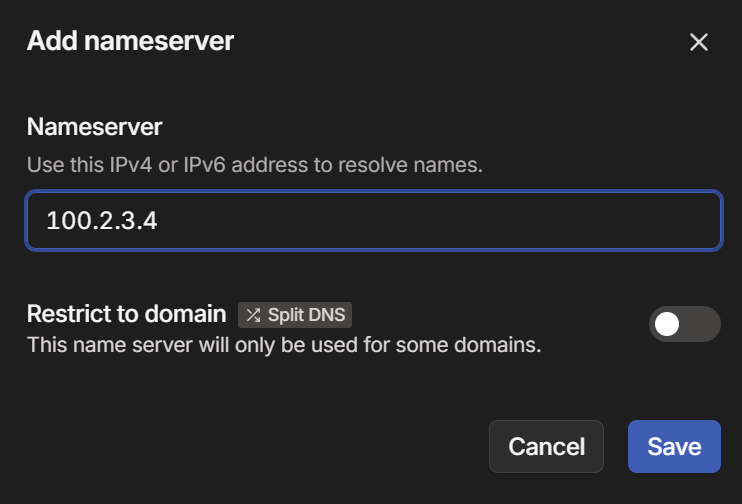 Add nameserver
Nameserver
Use this IPv4 or IPv6 address to resolve names.
100.2.3.4
Restrict to domain Split DNS
This name server will only be used for some domains.
Cancel Save